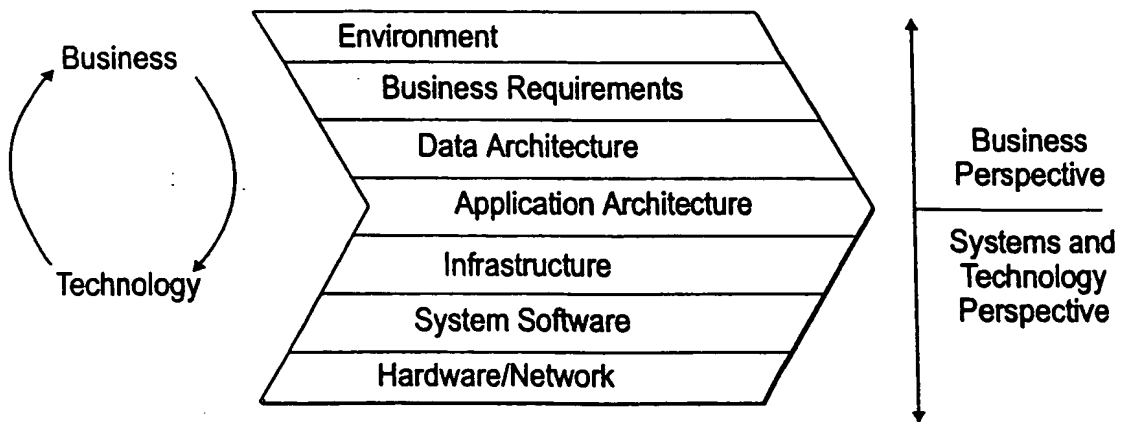 Business
Technology
Environment
Business Requirements
Data Architecture
Application Architecture
Infrastructure
System Software
Hardware/Network
Business
Perspective
Systems and
Technology
Perspective